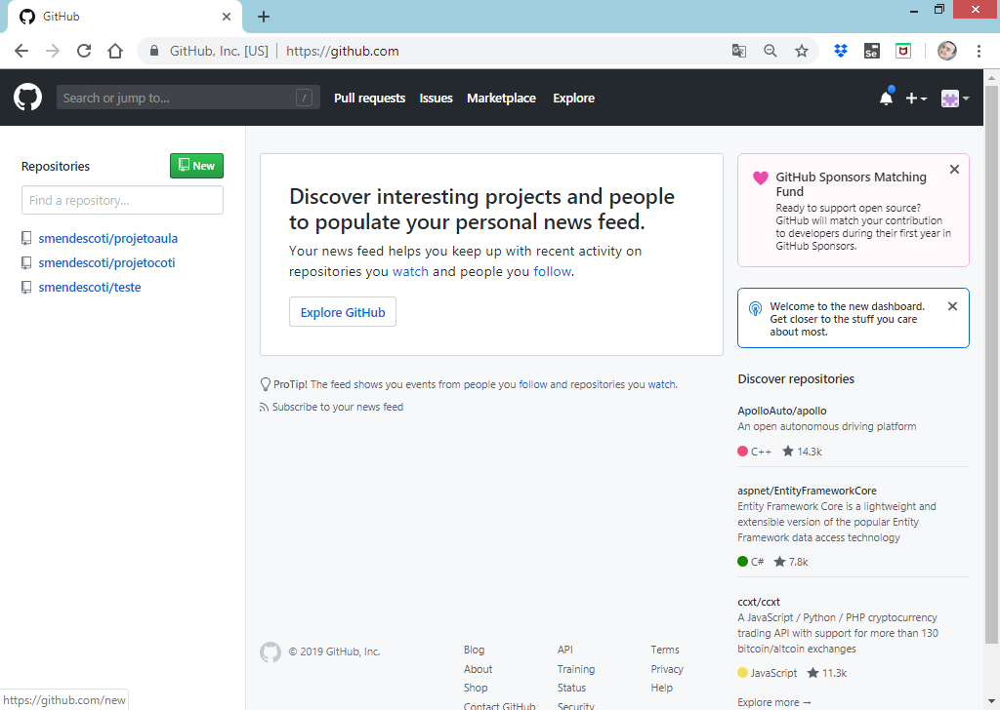 GitHub
GitHub, Inc. [US]
https://github.com
Se
Search or jump to...
/
Pull requests
Issues
Marketplace
Explore
Repositories
New
Find a repository...
smendescoti/projetoaula
smendescoti/projetocoti
smendescoti/teste
Discover interesting projects and people
to populate your personal news feed.
Your news feed helps you keep up with recent activity on
repositories you watch and people you follow.
Explore GitHub
ProTip! The feed shows you events from people you follow and repositories you watch.
Subscribe to your news feed
GitHub Sponsors Matching
Fund
Ready to support open source?
GitHub will match your contribution
to developers during their first year in
GitHub Sponsors.
Welcome to the new dashboard.
Get closer to the stuff you care
about most.
Discover repositories
ApolloAuto/apollo
An open autonomous driving platform
C++ 14.3k
aspnet/EntityFrameworkCore
Entity Framework Core is a lightweight and
extensible version of the popular Entity
Framework data access technology
C# 7.8k
ccxt/ccxt
A JavaScript / Python / PHP cryptocurrency
trading API with support for more than 130
bitcoin/altcoin exchanges
JavaScript 11.3k
Explore more →
© 2019 GitHub, Inc.
Blog
About
Shop
Contact GitHub
API
Training
Status
Security
Terms
Privacy
Help
https://github.com/new